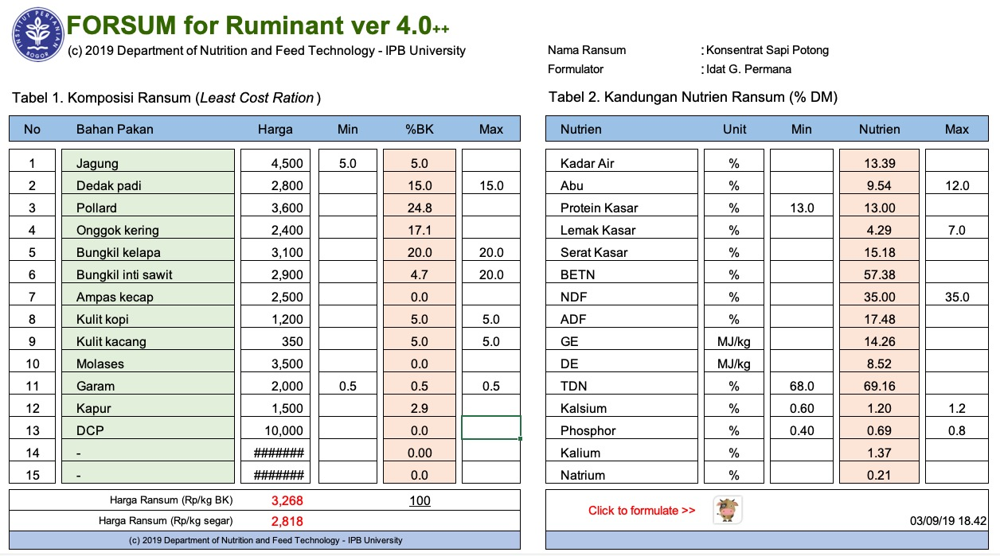 INSTITUT PERTANIAN BOGOR
FORSUM for Ruminant ver 4.0++
(c) 2019 Department of Nutrition and Feed Technology - IPB University
Nama Ransum : Konsentrat Sapi Potong
Formulator : Idat G. Permana
Tabel 1. Komposisi Ransum (Least Cost Ration)
No Bahan Pakan Harga Min %BK Max
1 Jagung 4,500 5.0 5.0
2 Dedak padi 2,800 15.0 15.0
3 Pollard 3,600 24.8
4 Onggok kering 2,400 17.1
5 Bungkil kelapa 3,100 20.0 20.0
6 Bungkil inti sawit 2,900 4.7 20.0
7 Ampas kecap 2,500 0.0
8 Kulit kopi 1,200 5.0 5.0
9 Kulit kacang 350 5.0 5.0
10 Molases 3,500 0.0
11 Garam 2,000 0.5 0.5 0.5
12 Kapur 1,500 2.9
13 DCP 10,000 0.0
14 - ####### 0.00
15 - ####### 0.0
Harga Ransum (Rp/kg BK) 3,268 100
Harga Ransum (Rp/kg segar) 2,818
(c) 2019 Department of Nutrition and Feed Technology - IPB University
Tabel 2. Kandungan Nutrien Ransum (% DM)
Nutrien Unit Min Nutrien Max
Kadar Air % 13.39
Abu % 9.54 12.0
Protein Kasar % 13.0 13.00
Lemak Kasar % 4.29 7.0
Serat Kasar % 15.18
BETN % 57.38
NDF % 35.00 35.0
ADF % 17.48
GE MJ/kg 14.26
DE MJ/kg 8.52
TDN % 68.0 69.16
Kalsium % 0.60 1.20 1.2
Phosphor % 0.40 0.69 0.8
Kalium % 1.37
Natrium % 0.21
Click to formulate >>
03/09/19 18.42